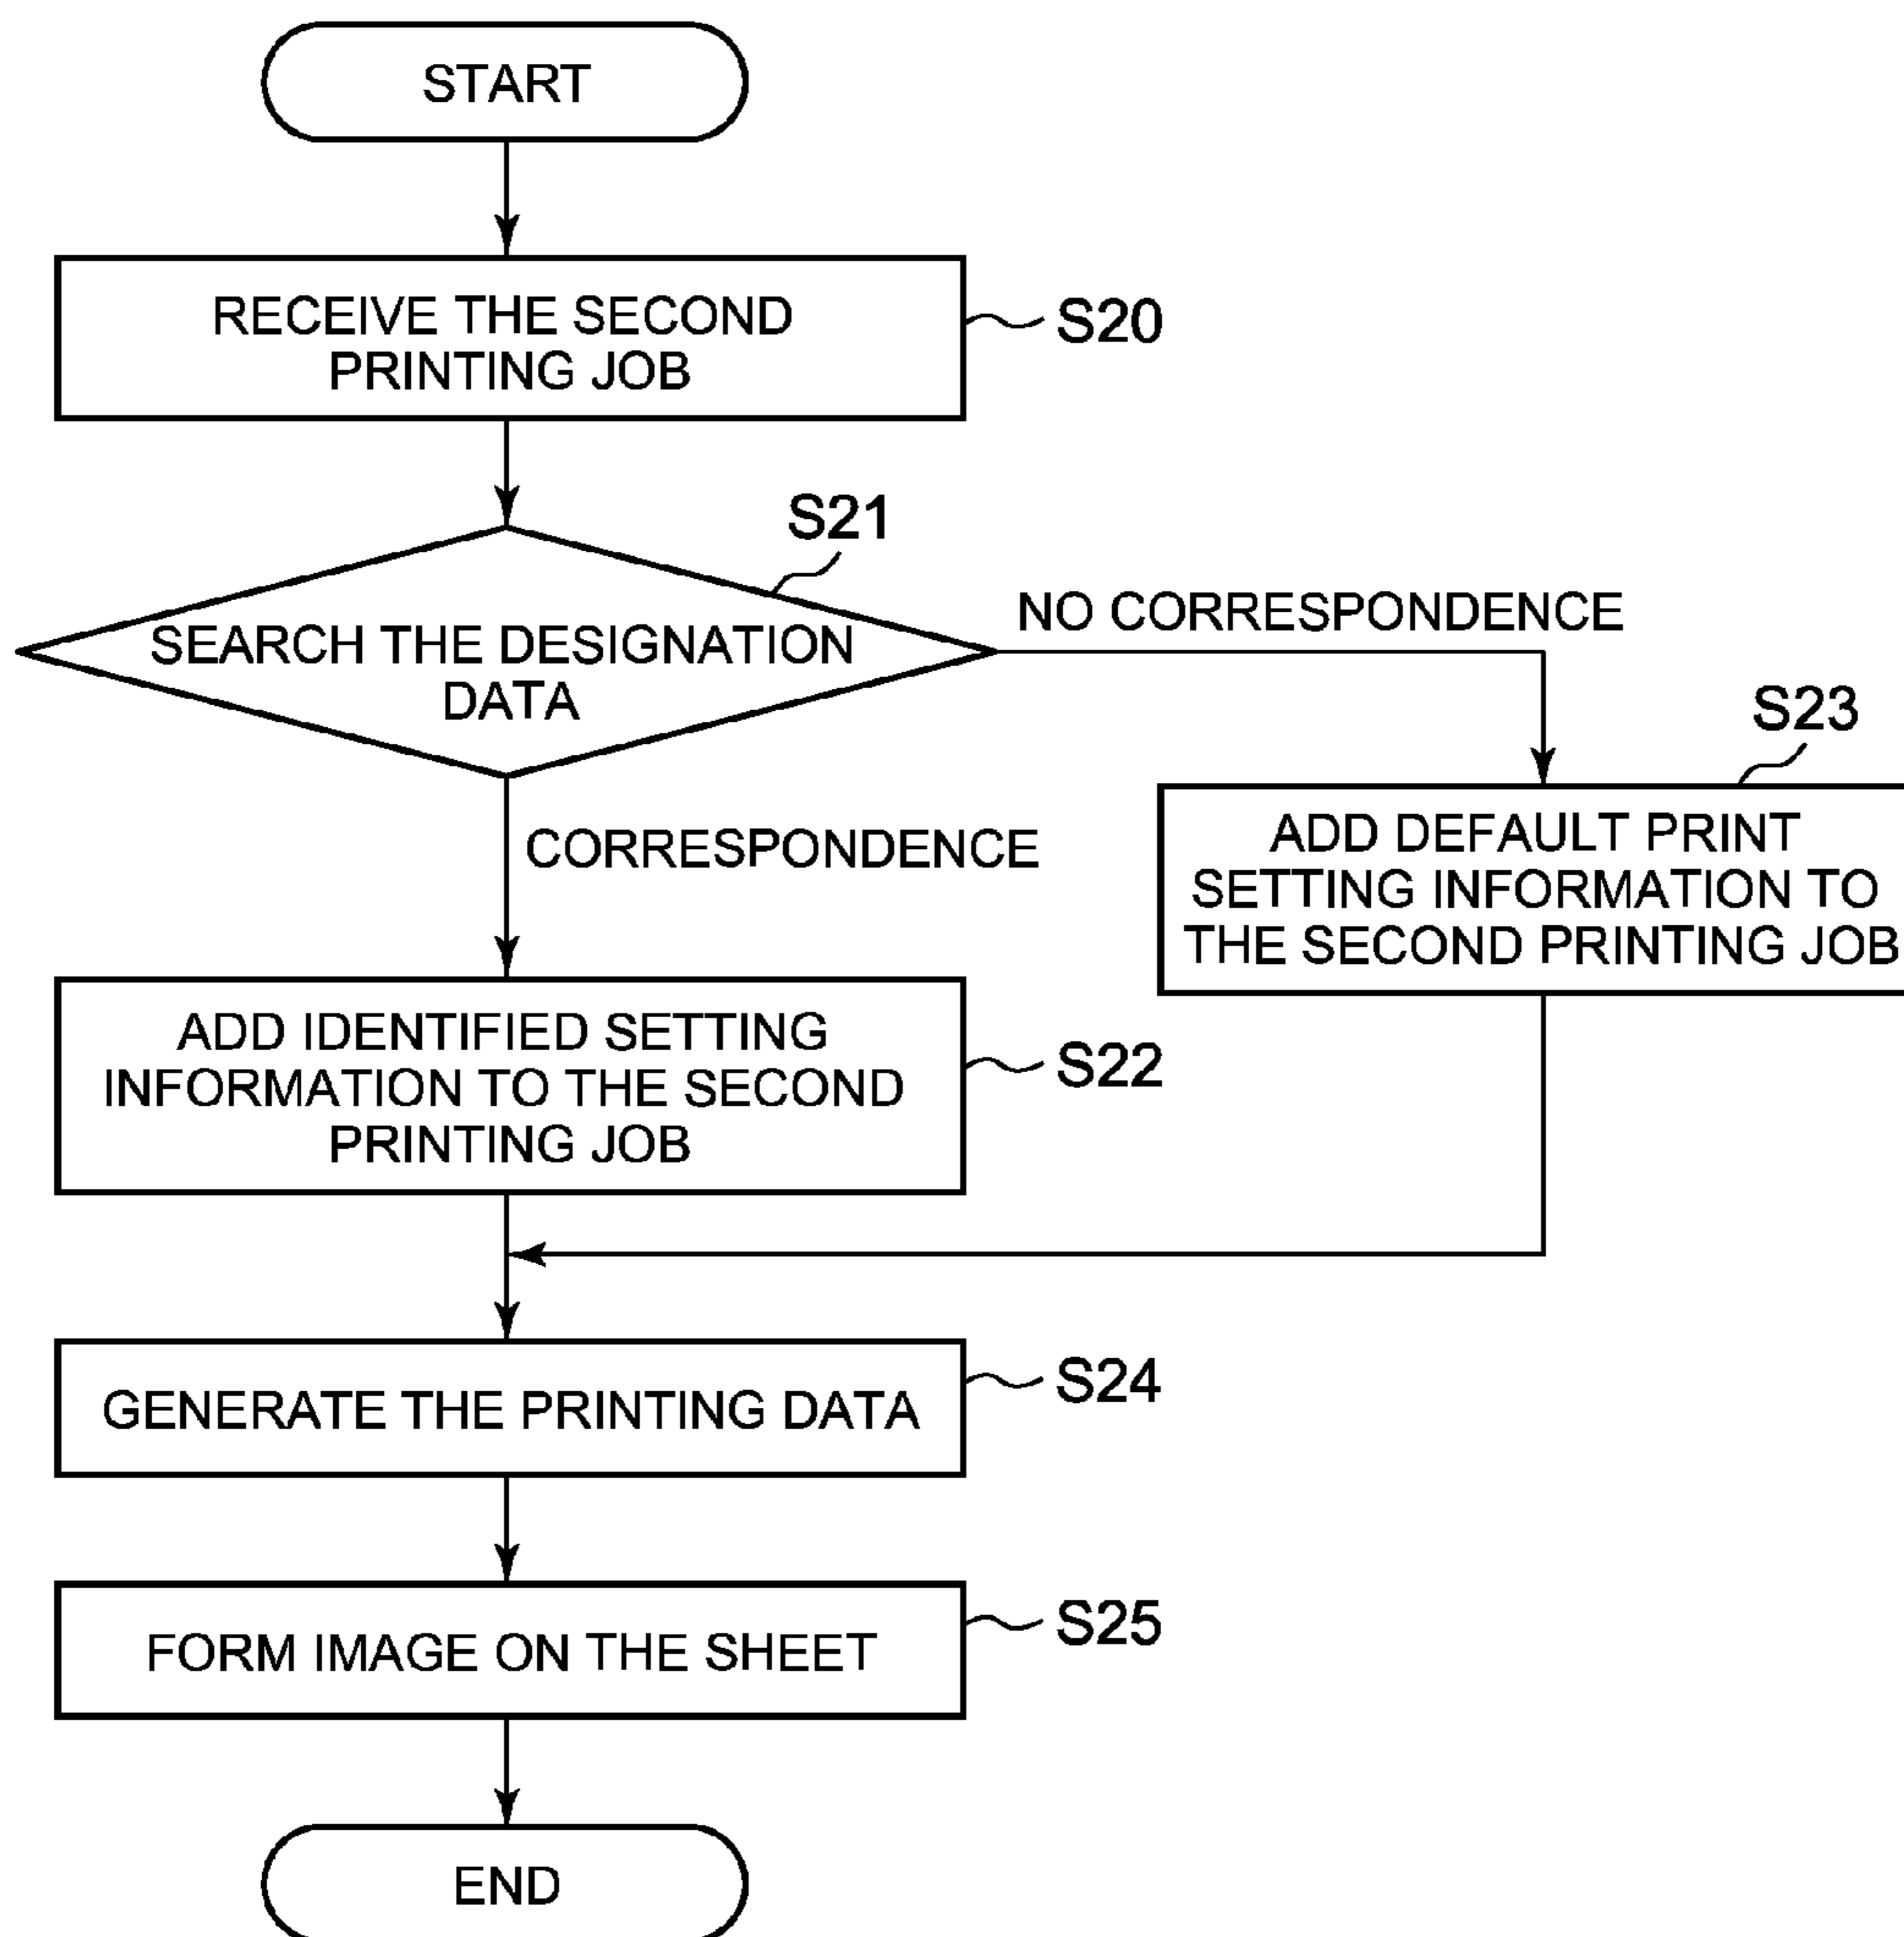 START
RECEIVE THE SECOND
PRINTING JOB
S20
S21
SEARCH THE DESIGNATION
DATA
NO CORRESPONDENCE
CORRESPONDENCE
S23
ADD DEFAULT PRINT
SETTING INFORMATION TO
THE SECOND PRINTING JOB
ADD IDENTIFIED SETTING
INFORMATION TO THE SECOND
PRINTING JOB
S22
GENERATE THE PRINTING DATA
S24
FORM IMAGE ON THE SHEET
S25
END